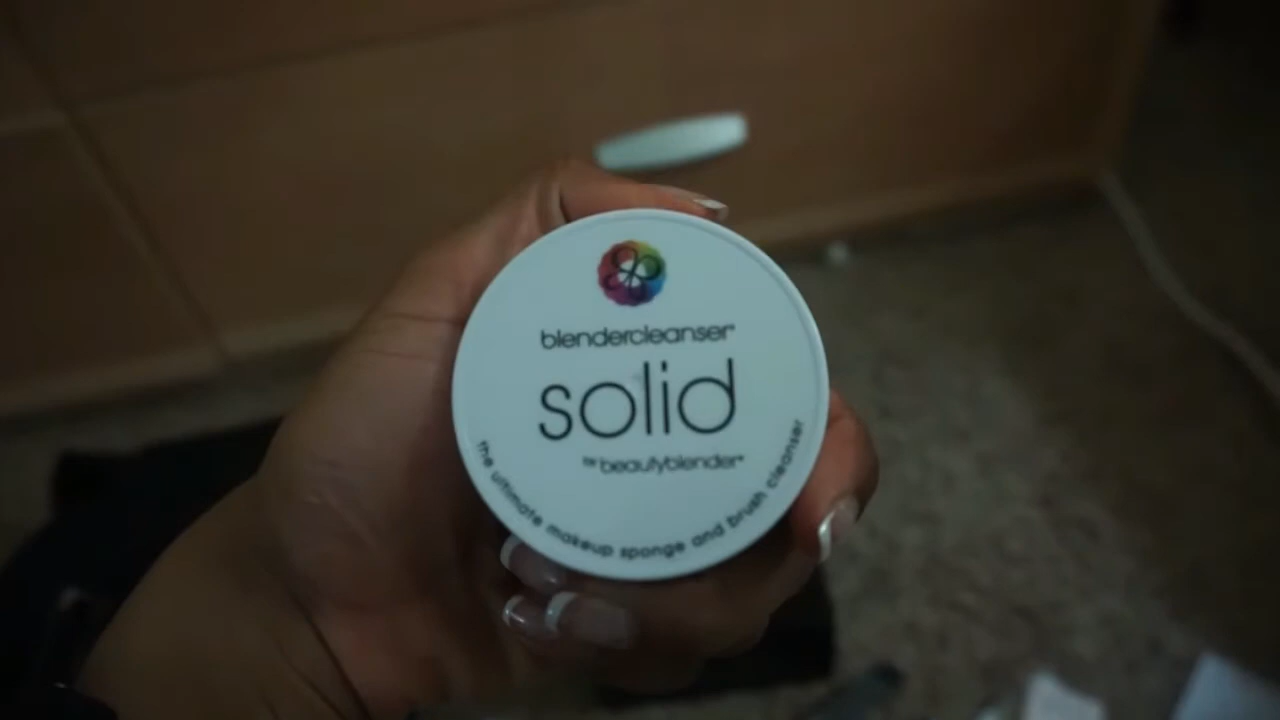 blendercleanser®
solid
BY beautyblender®
the ultimate makeup sponge and brush cleanser